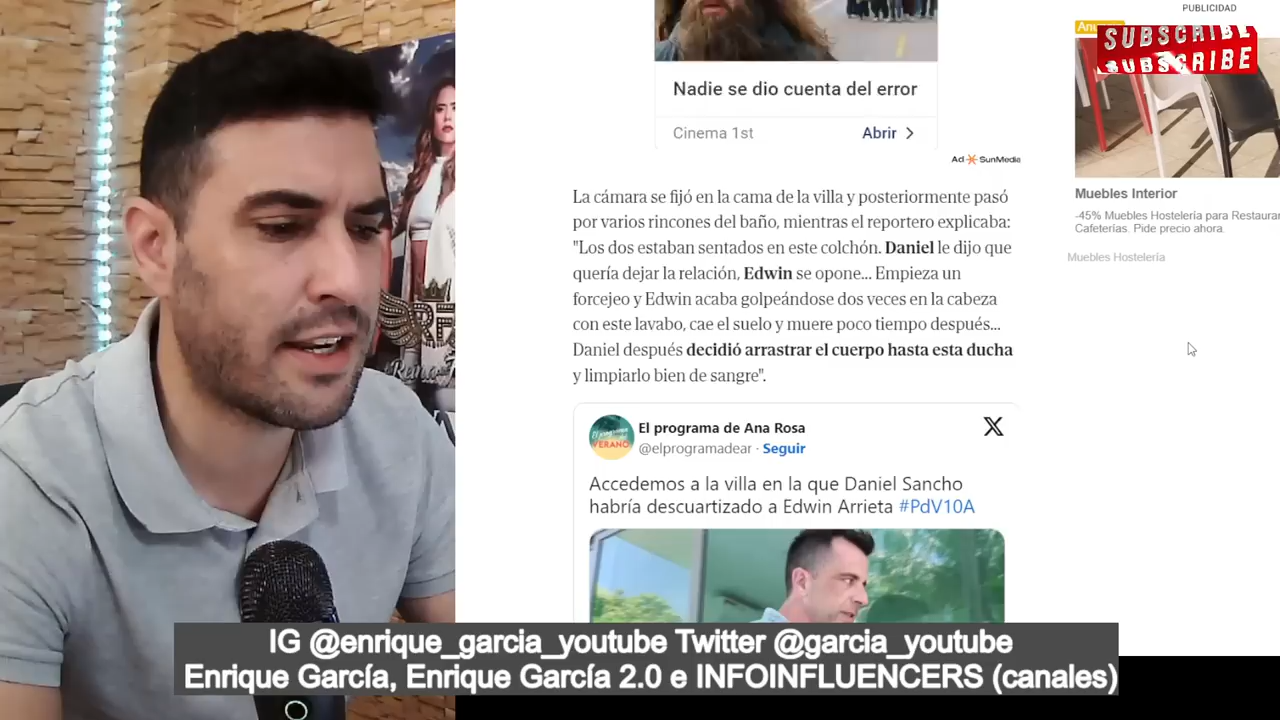 PUBLICIDAD
Anuncio
SUBSCRIBE
SUBSCRIBE
Nadie se dio cuenta del error
Cinema 1st
Abrir
Ad SunMedia
La cámara se fijó en la cama de la villa y posteriormente pasó
por varios rincones del baño, mientras el reportero explicaba:
"Los dos estaban sentados en este colchón. Daniel le dijo que
quería dejar la relación, Edwin se opone... Empieza un
forcejeo y Edwin acaba golpeándose dos veces en la cabeza
con este lavabo, cae el suelo y muere poco tiempo después...
Daniel después decidió arrastrar el cuerpo hasta esta ducha
y limpiarlo bien de sangre".
Muebles Interior
-45% Muebles Hostelería para Restaura
Cafeterías. Pide precio ahora.
Muebles Hostelería
El programa de Ana Rosa
@elprogramadear · Seguir
VERANO
Accedemos a la villa en la que Daniel Sancho
habría descuartizado a Edwin Arrieta #PdV10A
IG @enrique_garcia_youtube Twitter @garcia_youtube
Enrique García, Enrique García 2.0 e INFOINFLUENCERS (canales)